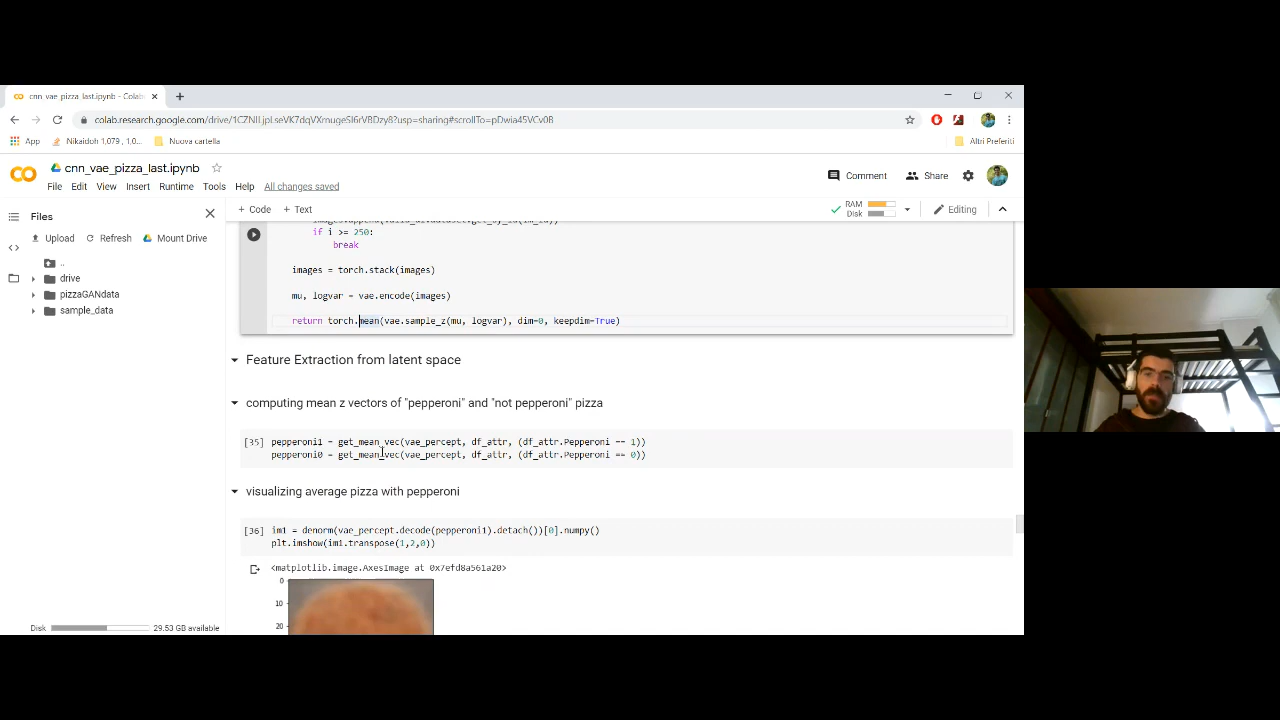 cnn_vae_pizza_last.ipynb - Colab
colab.research.google.com/drive/
?usp=sharing#scrollTo=pDwia45VCv0B
App
Nikaidoh 1,079 , 1,0...
Nuova cartella
Altri Preferiti
cnn_vae_pizza_last.ipynb
File Edit View Insert Runtime Tools Help All changes saved
Comment Share
Files
+ Code + Text
RAM
Disk
Editing
Upload Refresh Mount Drive
..
drive
pizzaGANdata
sample_data
if i >= 250:
break
images = torch.stack(images)
mu, logvar = vae.encode(images)
return torch.mean(vae.sample_z(mu, logvar), dim=0, keepdim=True)
Feature Extraction from latent space
computing mean z vectors of "pepperoni" and "not pepperoni" pizza
[35] pepperoni1 = get_mean_vec(vae_percept, df_attr, (df_attr.Pepperoni == 1))
pepperoni0 = get_mean_vec(vae_percept, df_attr, (df_attr.Pepperoni == 0))
visualizing average pizza with pepperoni
[36] im1 = denorm(vae_percept.decode(pepperoni1).detach())[0].numpy()
plt.imshow(im1.transpose(1,2,0))
<matplotlib.image.AxesImage at 0x7efd8a561a20>
0
10
20
Disk 29.53 GB available